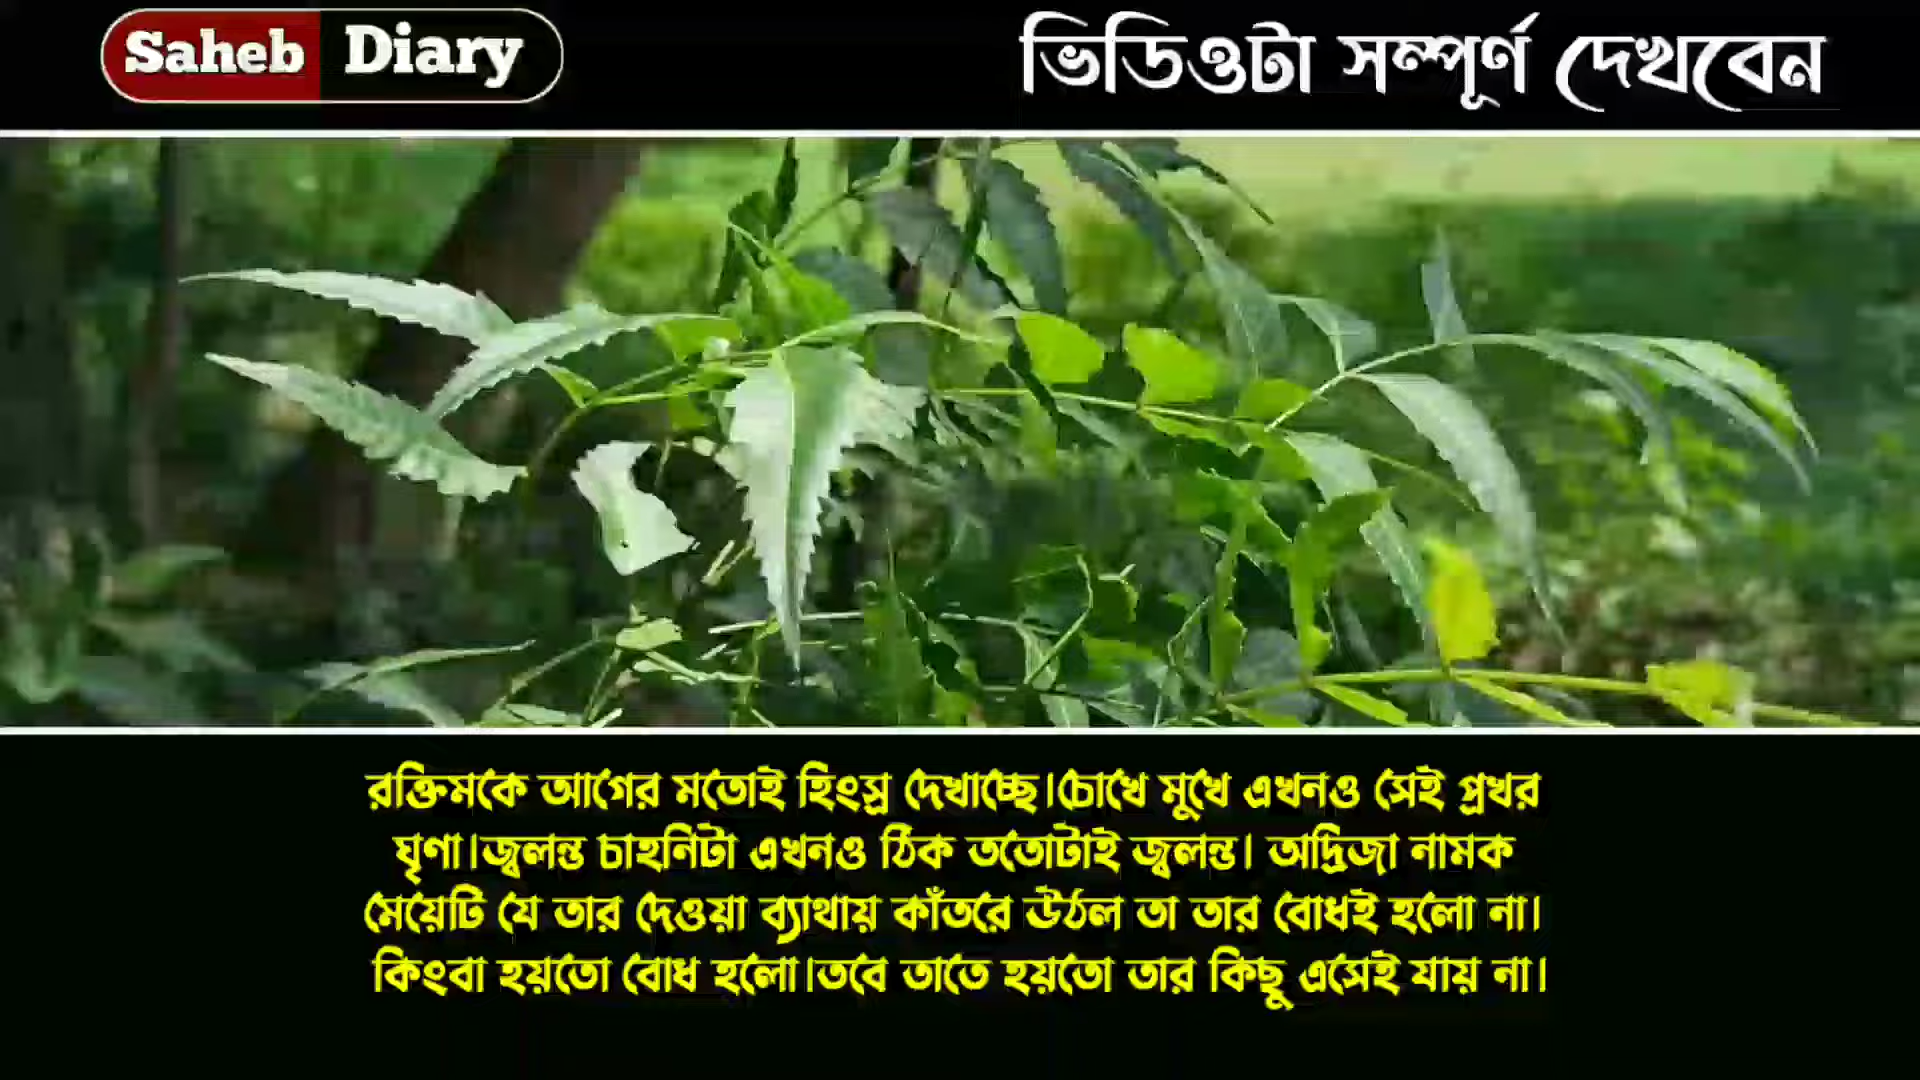 Saheb Diary
ভিডিওটা সম্পূর্ণ দেখবেন
রক্তিমকে আগের মতোই হিংস্র দেখাচ্ছে।চোখে মুখে এখনও সেই প্রখর
ঘৃণা।জ্বলন্ত চাহনিটা এখনও ঠিক ততোটাই জ্বলন্ত। অদ্রিজা নামক
মেয়েটি যে তার দেওয়া ব্যাথায় কাঁতরে উঠল তা তার বোধই হলো না।
কিংবা হয়তো বোধ হলো।তবে তাতে হয়তো তার কিছু এসেই যায় না।